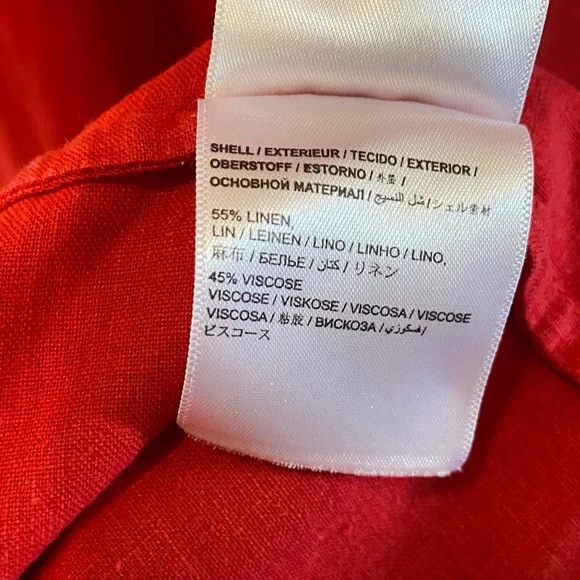 SHELL / EXTERIEUR / TECIDO / EXTERIOR /
OBERSTOFF / ESTORNO / 外墨 /
ОСНОВНОЙ МАТЕРИАЛ / شل النسيج / シェル素材
55% LINEN,
LIN / LEINEN / LINO / LINHO / LINO,
麻布 / БЕЛЬЕ / كتان / リネン
45% VISCOSE
VISCOSE / VISKOSE / VISCOSA / VISCOSE
VISCOSA / 粘胶 / ВИСКОЗА / فسكوزي /
ビスコース